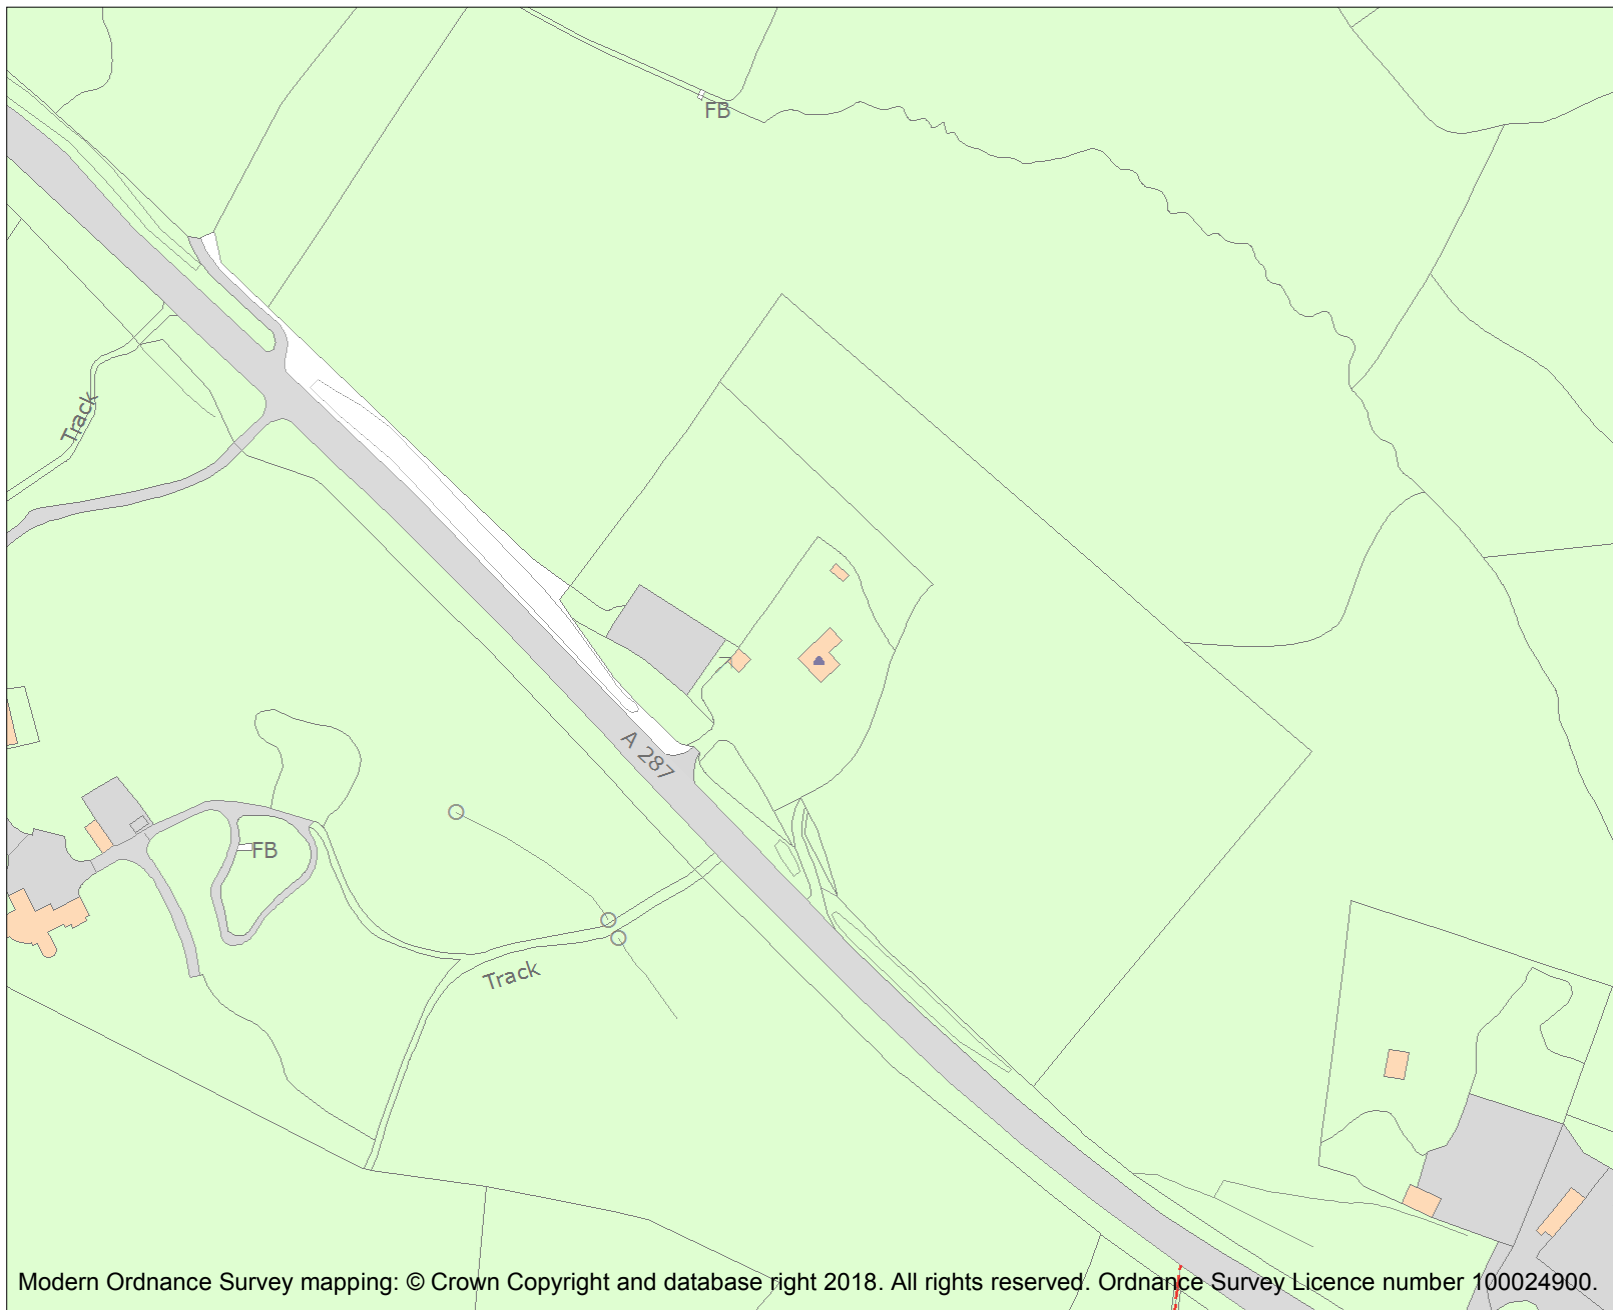 FB
Track
A 287
FB
Track
Modern Ordnance Survey mapping: © Crown Copyright and database right 2018. All rights reserved. Ordnance Survey Licence number 100024900.